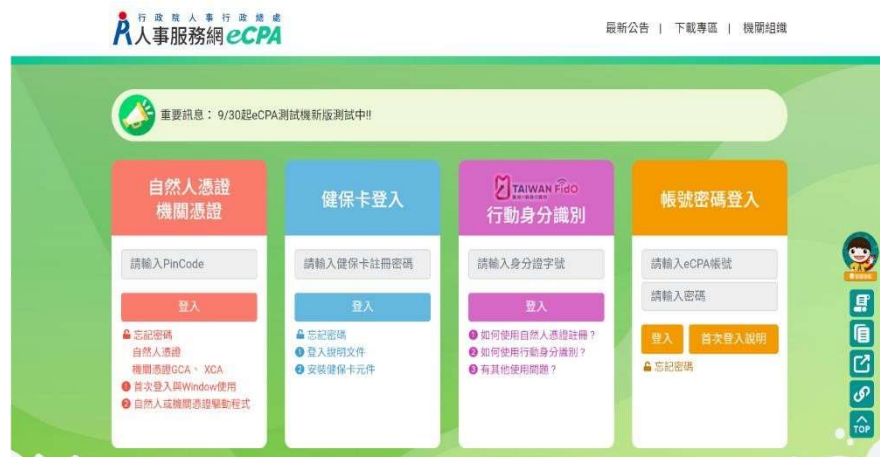 行政院人事行政總處
人事服務網eCPA
最新公告 | 下載專區 | 機關組織
重要訊息： 9/30起eCPA測試機新版測試中!!
自然人憑證
機關憑證
請輸入PinCode
登入
忘記密碼
自然人憑證
機關憑證GCA、 XCA
❶ 首次登入與Window使用
❷ 自然人或機關憑證驅動程式
健保卡登入
請輸入健保卡註冊密碼
登入
忘記密碼
❶ 登入說明文件
❷ 安裝健保卡元件
TAIWAN FidO
行動身分識別
請輸入身分證字號
登入
❶ 如何使用自然人憑證註冊？
❷ 如何使用行動身分識別？
❸ 有其他使用問題？
帳號密碼登入
請輸入eCPA帳號
請輸入密碼
登入
首次登入說明
忘記密碼
TOP